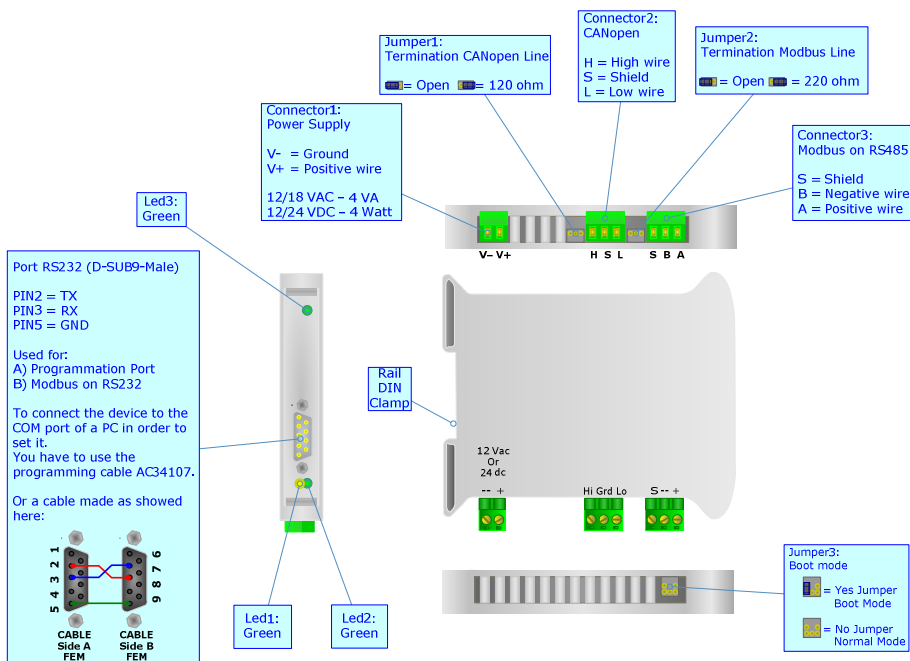 Jumper1:
Termination CANopen Line
= Open = 120 ohm
Connector2:
CANopen
H = High wire
S = Shield
L = Low wire
Jumper2:
Termination Modbus Line
= Open = 220 ohm
Connector1:
Power Supply
V- = Ground
V+ = Positive wire
12/18 VAC – 4 VA
12/24 VDC – 4 Watt
Connector3:
Modbus on RS485
S = Shield
B = Negative wire
A = Positive wire
Led3:
Green
V– V+
H S L
S B A
Port RS232 (D-SUB9-Male)
PIN2 = TX
PIN3 = RX
PIN5 = GND
Used for:
A) Programmation Port
B) Modbus on RS232
To connect the device to the
COM port of a PC in order to
set it.
You have to use the
programming cable AC34107.
Or a cable made as showed
here:
1
2
3
4
5
6
7
8
9
CABLE
Side A
FEM
CABLE
Side B
FEM
Rail
DIN
Clamp
12 Vac
Or
24 dc
-- +
Hi Grd Lo
S -- +
Led1:
Green
Led2:
Green
Jumper3:
Boot mode
= Yes Jumper
Boot Mode
= No Jumper
Normal Mode